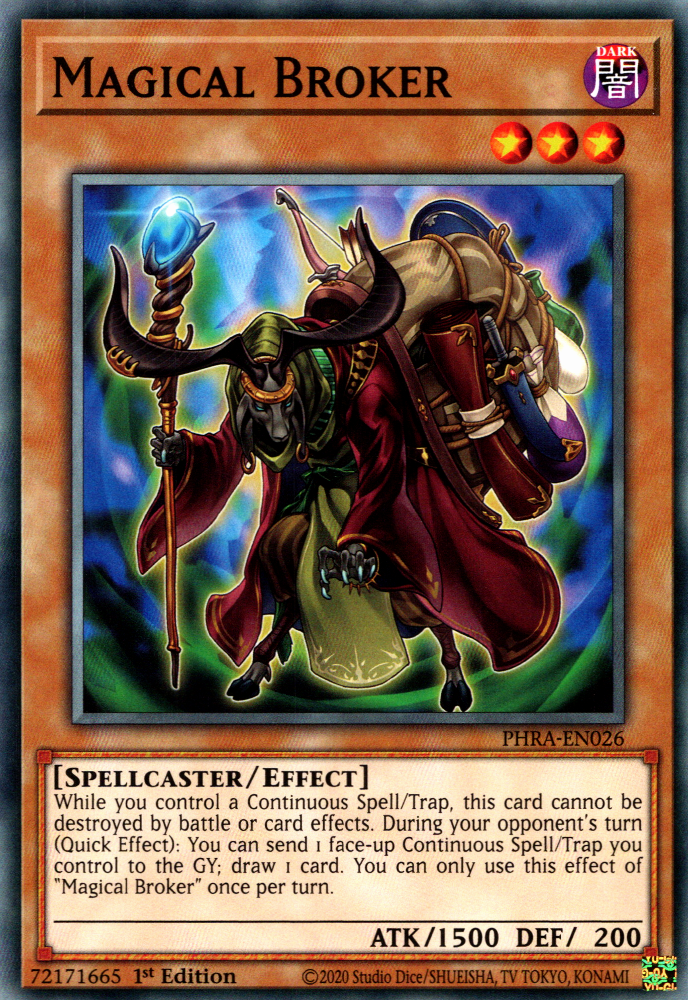 MAGICAL BROKER
DARK
闇
PHRA-EN026
[SPELLCASTER/EFFECT]
While you control a Continuous Spell/Trap, this card cannot be
destroyed by battle or card effects. During your opponent's turn
(Quick Effect): You can send 1 face-up Continuous Spell/Trap you
control to the GY; draw 1 card. You can only use this effect of
"Magical Broker" once per turn.
ATK/1500 DEF/ 200
72171665 1st Edition ©2020 Studio Dice/SHUEISHA, TV TOKYO, KONAMI